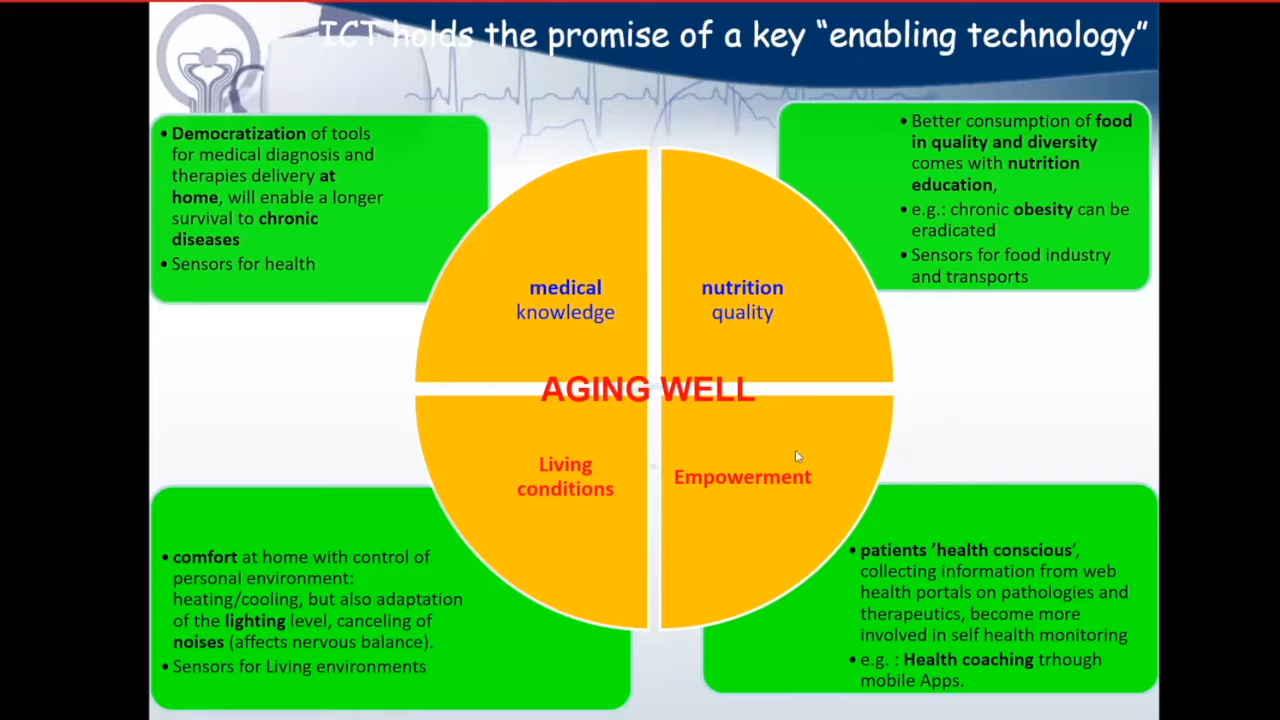 ICT holds the promise of a key “enabling technology”
• Democratization of tools
for medical diagnosis and
therapies delivery at
home, will enable a longer
survival to chronic
diseases
• Sensors for health
• Better consumption of food
in quality and diversity
comes with nutrition
education,
• e.g.: chronic obesity can be
eradicated
• Sensors for food industry
and transports
medical
knowledge
nutrition
quality
AGING WELL
Living
conditions
Empowerment
• comfort at home with control of
personal environment:
heating/cooling, but also adaptation
of the lighting level, canceling of
noises (affects nervous balance).
• Sensors for Living environments
• patients ’health conscious’,
collecting information from web
health portals on pathologies and
therapeutics, become more
involved in self health monitoring
• e.g. : Health coaching trhough
mobile Apps.